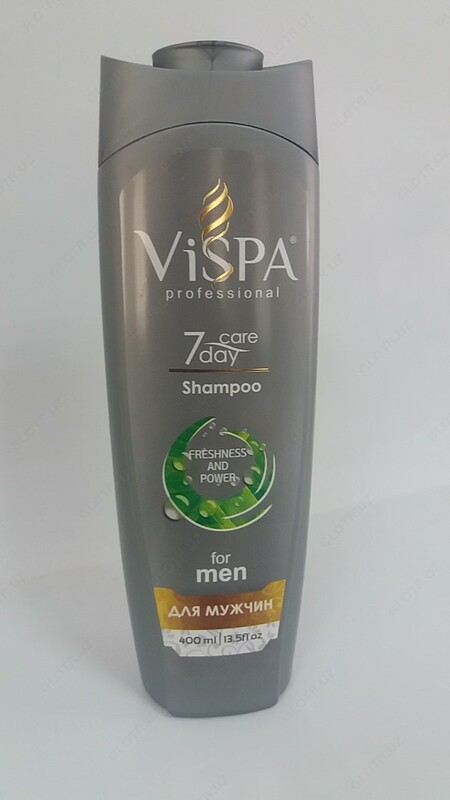 ViSPA®
professional
7 day care
Shampoo
FRESHNESS
AND
POWER
for
men
ДЛЯ МУЖЧИН
400 ml | 13.5fl oz